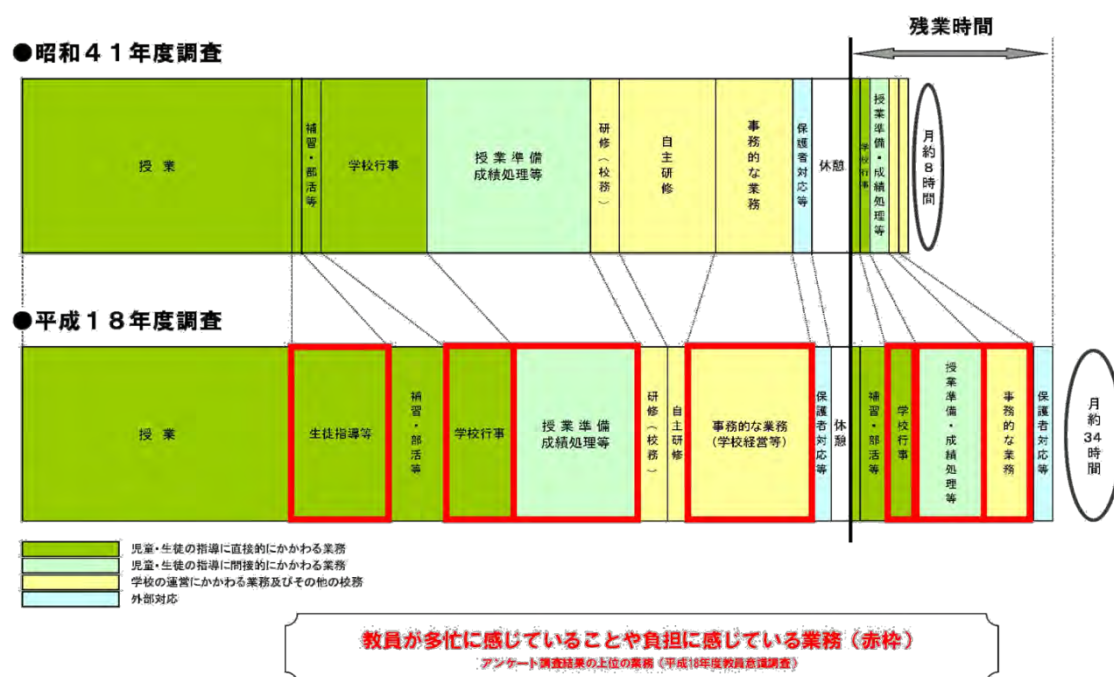 残業時間
●昭和４１年度調査
授業
補習・部活等
学校行事
授業準備
成績処理等
研修（校務）
自主研修
事務的な業務
保護者対応等
休憩
学校行事
授業準備・成績処理等
月約8時間
●平成１８年度調査
授業
生徒指導等
補習・部活等
学校行事
授業準備
成績処理等
研修（校務）
自主研修
事務的な業務
（学校経営等）
保護者対応等
休憩
補習・部活等
学校行事
授業準備・成績処理等
事務的な業務
保護者対応等
月約34時間
児童・生徒の指導に直接的にかかわる業務
児童・生徒の指導に間接的にかかわる業務
学校の運営にかかわる業務及びその他の校務
外部対応
教員が多忙に感じていることや負担に感じている業務（赤枠）
アンケート調査結果の上位の業務（平成18年度教員意識調査）